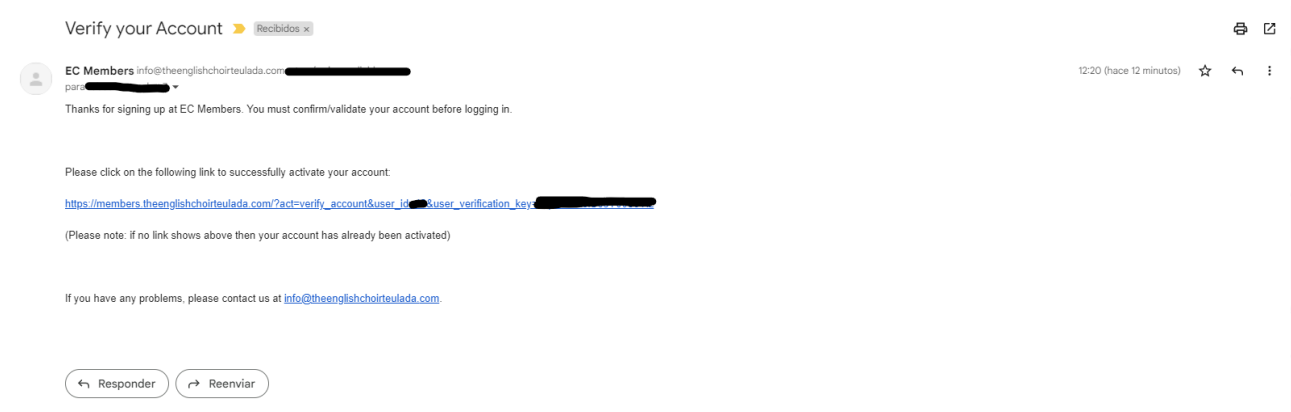 Verify your Account
Recibidos ×
EC Members info@theenglishchoirteulada.com
12:20 (hace 12 minutos)
para
Thanks for signing up at EC Members. You must confirm/validate your account before logging in.
Please click on the following link to successfully activate your account:
https://members.theenglishchoirteulada.com/?act=verify_account&user_id &user_verification_key=
(Please note: if no link shows above then your account has already been activated)
If you have any problems, please contact us at info@theenglishchoirteulada.com.
Responder
Reenviar